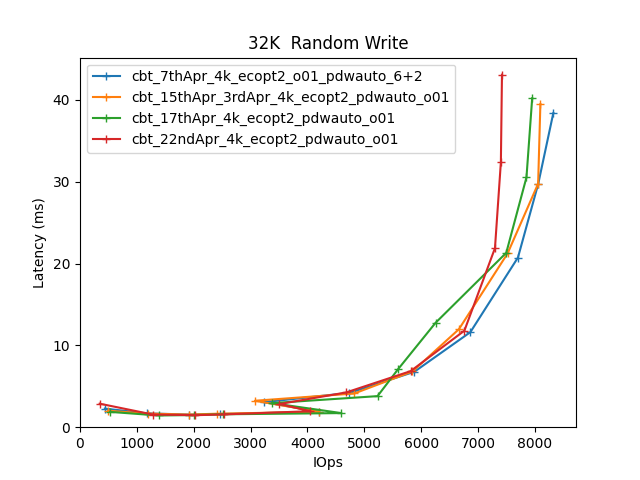 32K  Random Write
cbt_7thApr_4k_ecopt2_o01_pdwauto_6+2
cbt_15thApr_3rdApr_4k_ecopt2_pdwauto_o01
cbt_17thApr_4k_ecopt2_pdwauto_o01
cbt_22ndApr_4k_ecopt2_pdwauto_o01
40
30
20
10
0
Latency (ms)
0 1000 2000 3000 4000 5000 6000 7000 8000
IOps